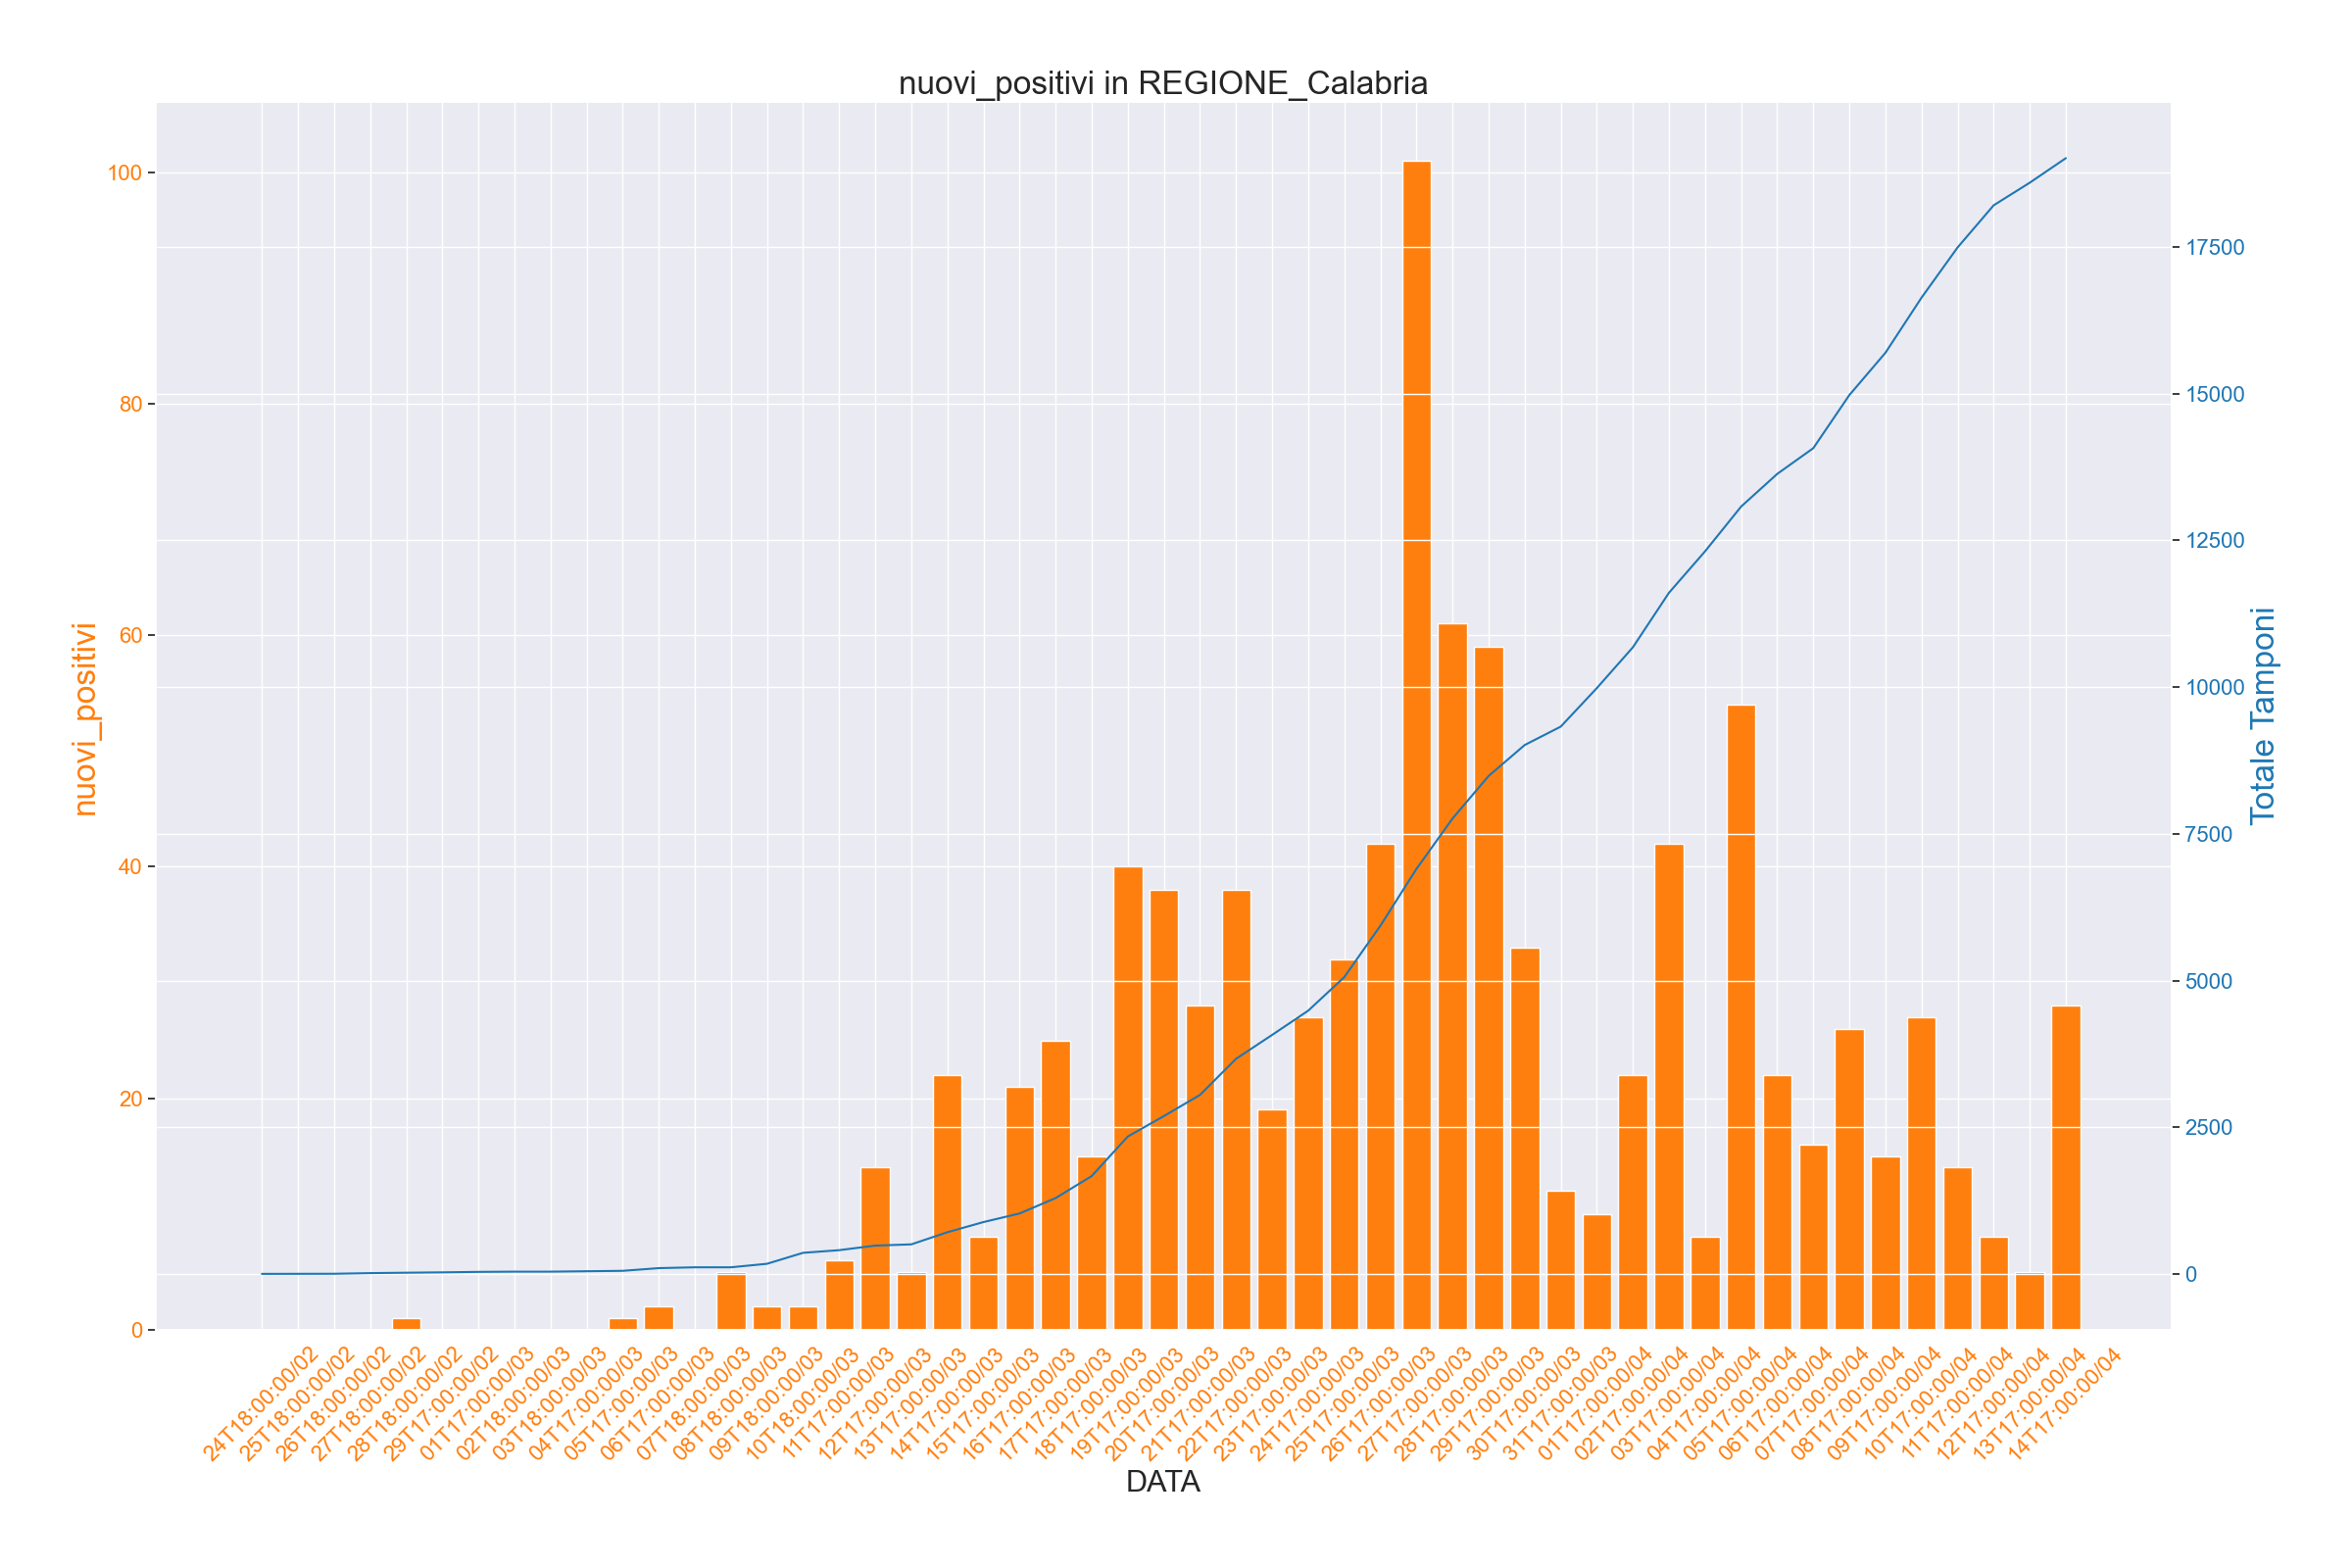 nuovi_positivi in REGIONE_Calabria
100
80
60
40
20
0
nuovi_positivi
17500
15000
12500
10000
7500
5000
2500
0
Totale Tamponi
24T18:00:00/02
25T18:00:00/02
26T18:00:00/02
27T18:00:00/02
28T18:00:00/02
29T17:00:00/02
01T17:00:00/03
02T18:00:00/03
03T18:00:00/03
04T17:00:00/03
05T17:00:00/03
06T17:00:00/03
07T18:00:00/03
08T18:00:00/03
09T18:00:00/03
10T18:00:00/03
11T17:00:00/03
12T17:00:00/03
13T17:00:00/03
14T17:00:00/03
15T17:00:00/03
16T17:00:00/03
17T17:00:00/03
18T17:00:00/03
19T17:00:00/03
20T17:00:00/03
21T17:00:00/03
22T17:00:00/03
23T17:00:00/03
24T17:00:00/03
25T17:00:00/03
26T17:00:00/03
27T17:00:00/03
28T17:00:00/03
29T17:00:00/03
30T17:00:00/03
31T17:00:00/03
01T17:00:00/04
02T17:00:00/04
03T17:00:00/04
04T17:00:00/04
05T17:00:00/04
06T17:00:00/04
07T17:00:00/04
08T17:00:00/04
09T17:00:00/04
10T17:00:00/04
11T17:00:00/04
12T17:00:00/04
13T17:00:00/04
14T17:00:00/04
DATA